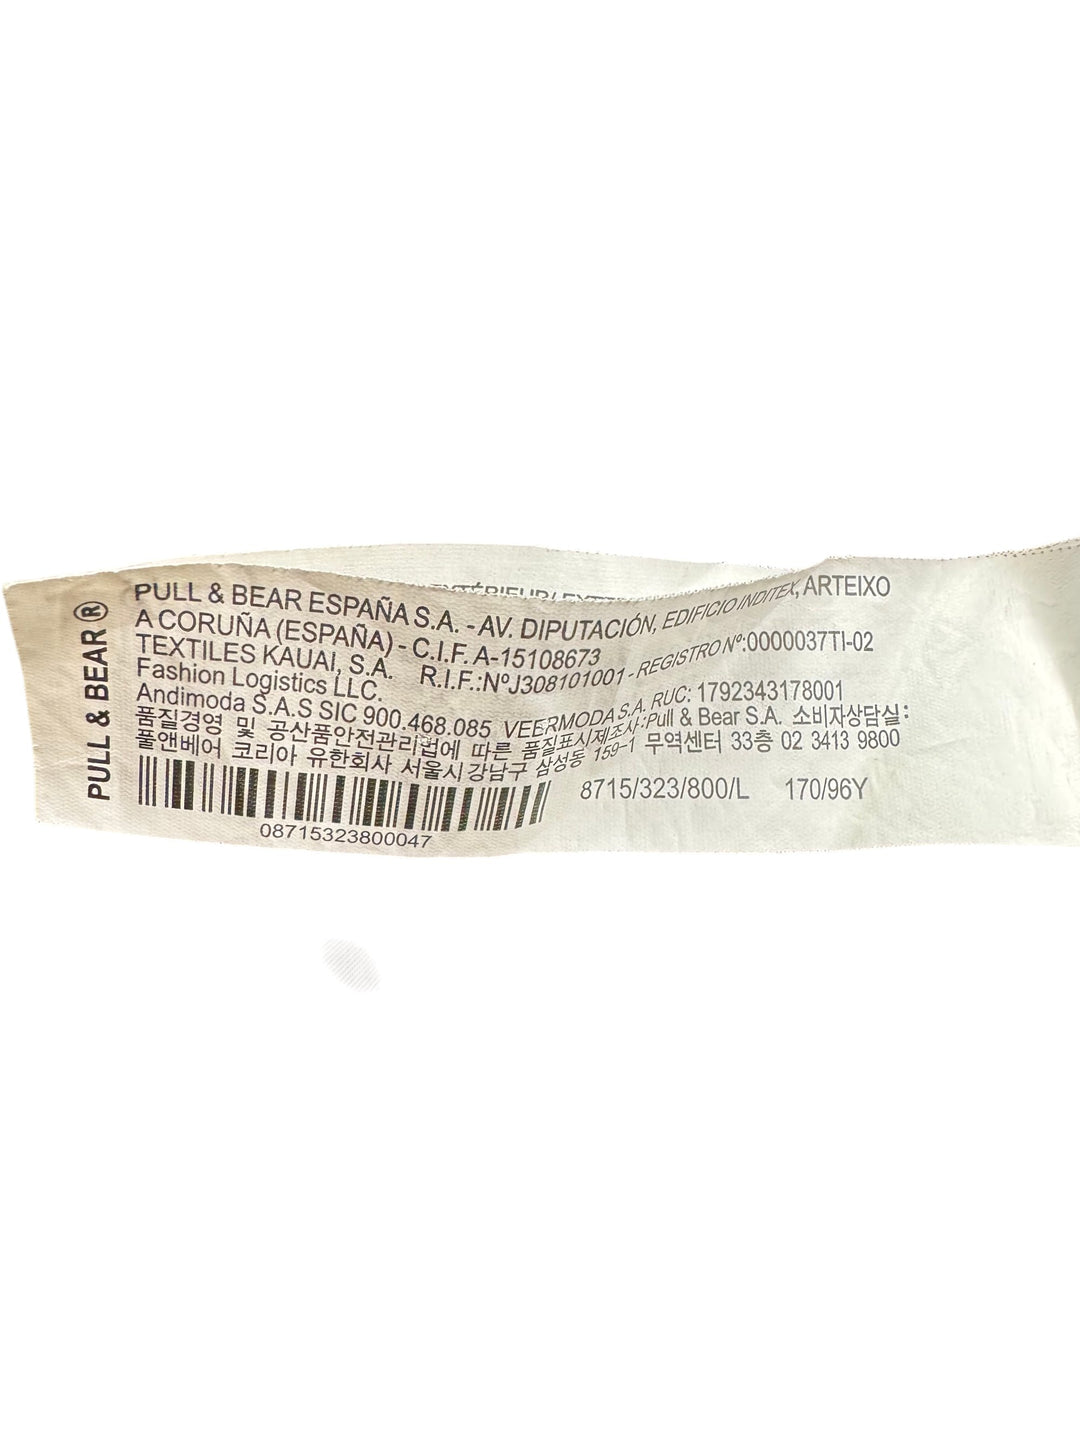 PULL & BEAR®
PULL & BEAR ESPAÑA S.A. - AV. DIPUTACIÓN, EDIFICIO INDITEX, ARTEIXO
A CORUÑA (ESPAÑA) - C.I.F. A-15108673
TEXTILES KAUAI, S.A. R.I.F.:NºJ308101001 - REGISTRO Nº:0000037TI-02
Fashion Logistics LLC.
Andimoda S.A.S SIC 900.468.085 VEERMODA S.A. RUC: 1792343178001
품질경영 및 공산품안전관리법에 따른 품질표시제조사:Pull & Bear S.A. 소비자상담실:
풀앤베어 코리아 유한회사 서울시 강남구 삼성동 159-1 무역센터 33층 02 3413 9800
8715/323/800/L 170/96Y
08715323800047